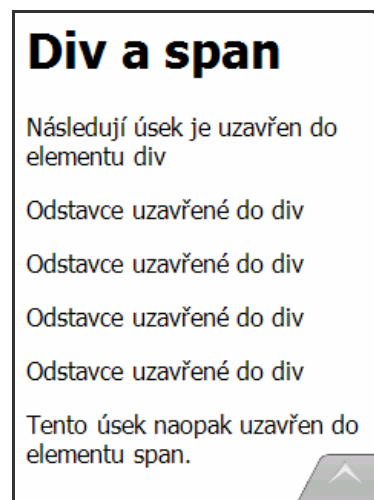 Div a span
Následují úsek je uzavřen do
elementu div
Odstavce uzavřené do div
Odstavce uzavřené do div
Odstavce uzavřené do div
Odstavce uzavřené do div
Tento úsek naopak uzavřen do
elementu span.